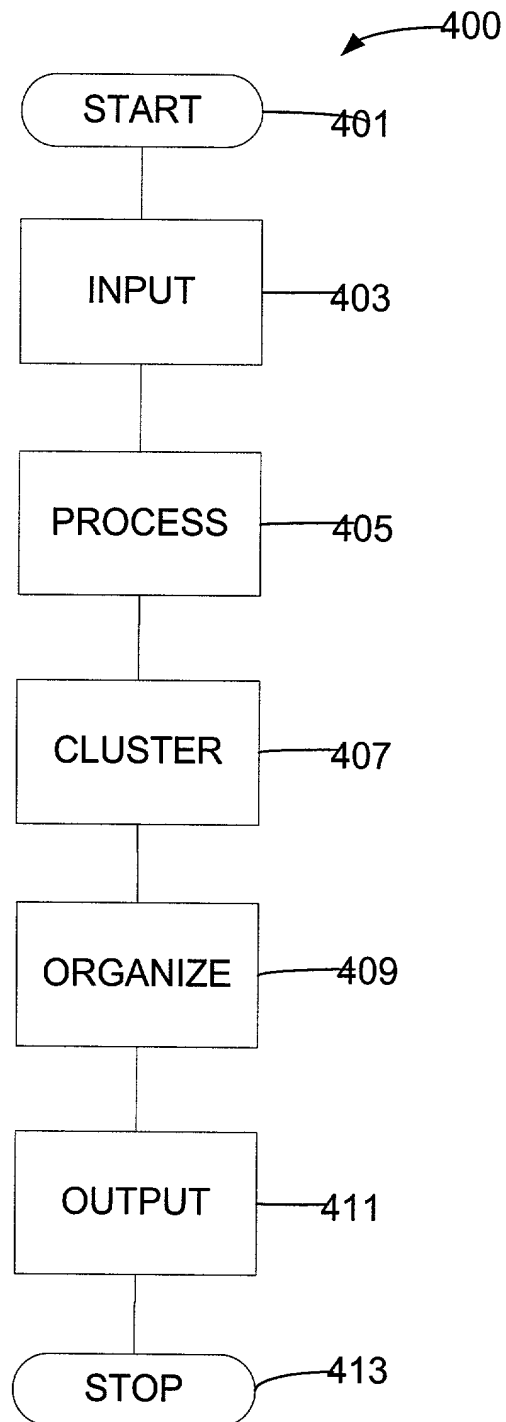 400
START
401
INPUT
403
PROCESS
405
CLUSTER
407
ORGANIZE
409
OUTPUT
411
STOP
413